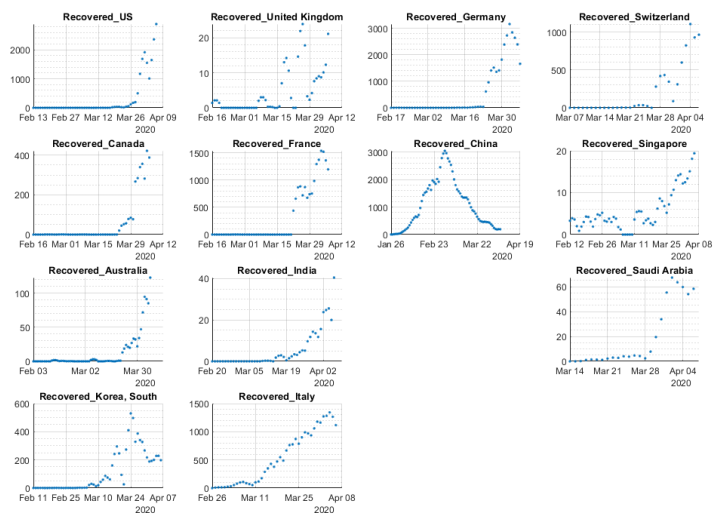 Recovered_US
2000
1000
0
Feb 13 Feb 27 Mar 12 Mar 26 Apr 09
2020
Recovered_United Kingdom
20
10
0
Feb 16 Mar 01 Mar 15 Mar 29 Apr 12
2020
Recovered_Germany
3000
2000
1000
0
Feb 17 Mar 02 Mar 16 Mar 30
2020
Recovered_Switzerland
1000
500
0
Mar 07 Mar 14 Mar 21 Mar 28 Apr 04
2020
Recovered_Canada
400
200
0
Feb 16 Mar 01 Mar 15 Mar 29 Apr 12
2020
Recovered_France
1500
1000
500
0
Feb 16 Mar 01 Mar 15 Mar 29 Apr 12
2020
Recovered_China
3000
2000
1000
0
Jan 26 Feb 23 Mar 22 Apr 19
2020
Recovered_Singapore
20
10
0
Feb 12 Feb 26 Mar 11 Mar 25 Apr 08
2020
Recovered_Australia
100
50
0
Feb 03 Mar 02 Mar 30
2020
Recovered_India
40
20
0
Feb 20 Mar 05 Mar 19 Apr 02
2020
Recovered_Saudi Arabia
60
40
20
0
Mar 14 Mar 21 Mar 28 Apr 04
2020
Recovered_Korea, South
600
400
200
0
Feb 11 Feb 25 Mar 10 Mar 24 Apr 07
2020
Recovered_Italy
1500
1000
500
0
Feb 26 Mar 11 Mar 25 Apr 08
2020